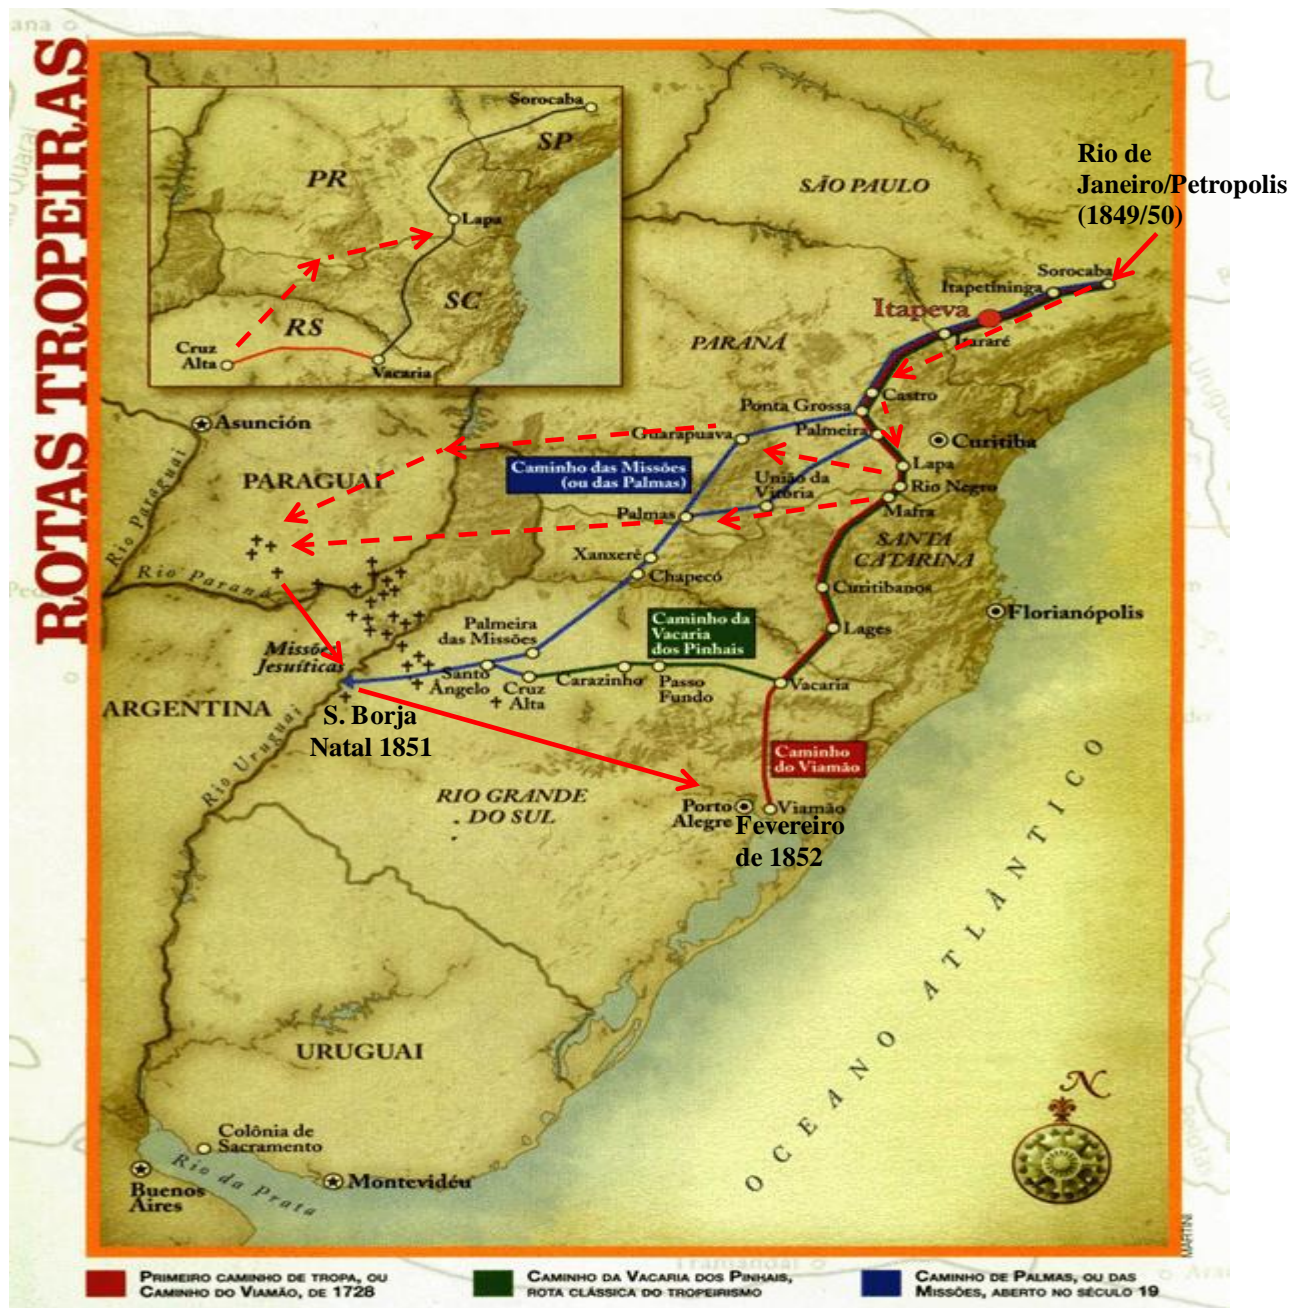 ROTAS TROPEIRAS
Sorocaba
SP
PR
Lapa
SC
RS
Cruz
Alta
Vacaria
Rio de
Janeiro/Petropolis
(1849/50)
SÃO PAULO
Sorocaba
Itapetininga
Itapeva
Itararé
PARANÁ
Castro
Ponta Grossa
Asunción
Guarapuava
Palmeira
Curitiba
Caminho das Missões
(ou das Palmas)
Lapa
PARAGUAI
União da
Vitória
Rio Negro
Palmas
Mafra
Rio Paraguai
SANTA
CATARINA
Xanxerê
Chapecó
Rio Paraná
Curitibanos
Florianópolis
Caminho da
Vacaria
dos Pinhais
Palmeira
das Missões
Lages
Missões
Jesuíticas
Santo
Ângelo
Cruz
Alta
Carazinho
Passo
Fundo
Vacaria
ARGENTINA
S. Borja
Natal 1851
Rio Uruguai
Caminho
do Viamão
RIO GRANDE
DO SUL
Porto
Alegre
Viamão
Fevereiro
de 1852
OCEANO ATLÂNTICO
URUGUAI
N
Colônia de
Sacramento
Rio da Prata
Montevidéu
Buenos
Aires
MARTINI
PRIMEIRO CAMINHO DE TROPA, OU
CAMINHO DO VIAMÃO, DE 1728
CAMINHO DA VACARIA DOS PINHAIS,
ROTA CLÁSSICA DO TROPEIRISMO
CAMINHO DE PALMAS, OU DAS
MISSÕES, ABERTO NO SÉCULO 19